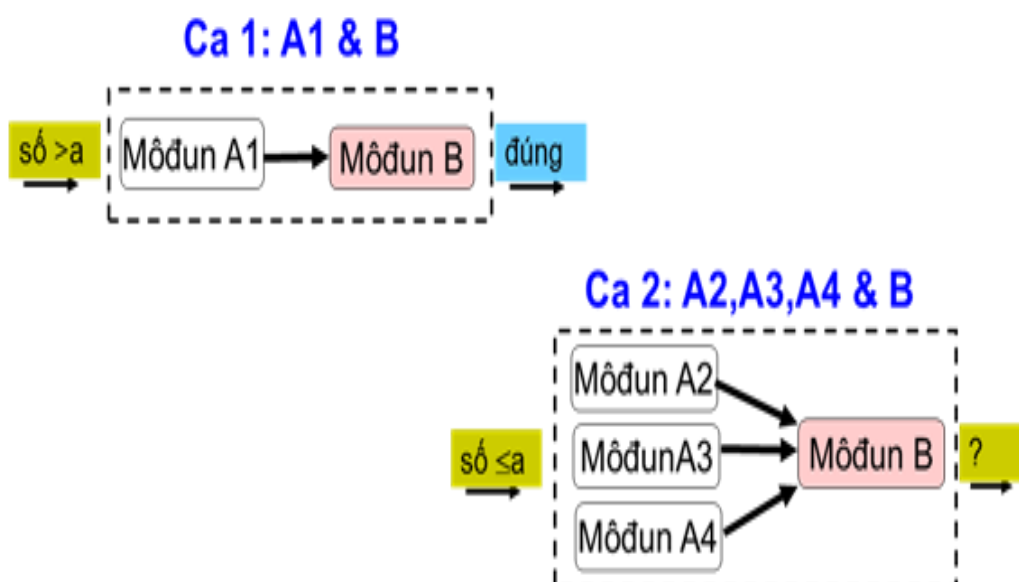 Ca 1: A1 & B
số >a
Môđun A1
Môđun B
đúng
Ca 2: A2,A3,A4 & B
Môđun A2
số ≤a
MôđunA3
Môđun B
?
Môđun A4